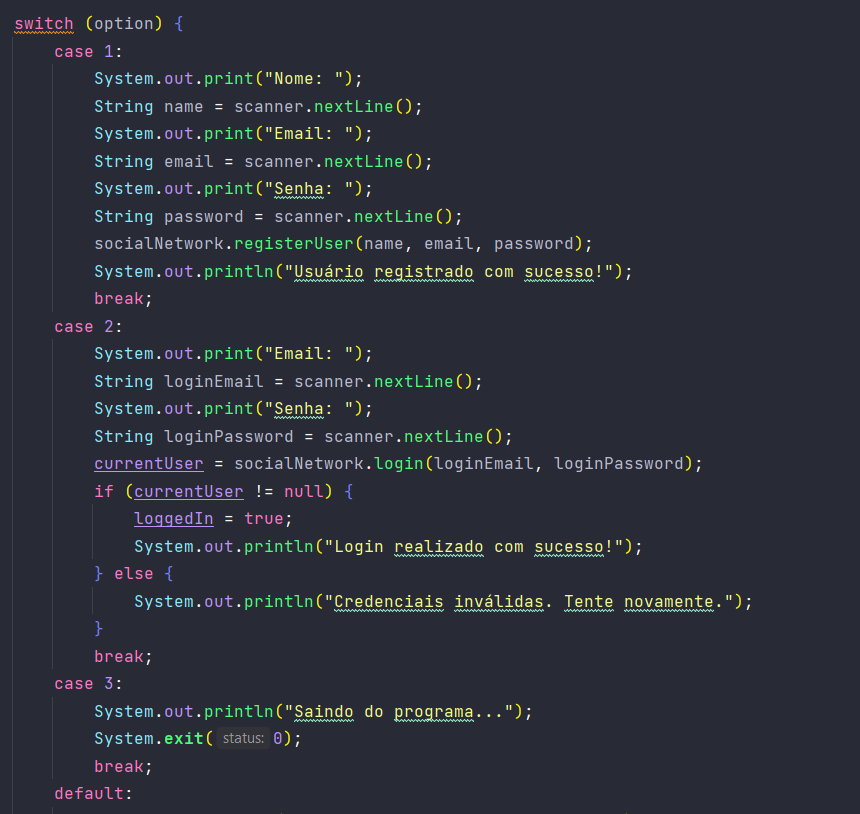 switch (option) {
    case 1:
        System.out.print("Nome: ");
        String name = scanner.nextLine();
        System.out.print("Email: ");
        String email = scanner.nextLine();
        System.out.print("Senha: ");
        String password = scanner.nextLine();
        socialNetwork.registerUser(name, email, password);
        System.out.println("Usuário registrado com sucesso!");
        break;
    case 2:
        System.out.print("Email: ");
        String loginEmail = scanner.nextLine();
        System.out.print("Senha: ");
        String loginPassword = scanner.nextLine();
        currentUser = socialNetwork.login(loginEmail, loginPassword);
        if (currentUser != null) {
            loggedIn = true;
            System.out.println("Login realizado com sucesso!");
        } else {
            System.out.println("Credenciais inválidas. Tente novamente.");
        }
        break;
    case 3:
        System.out.println("Saindo do programa...");
        System.exit( status: 0);
        break;
    default: